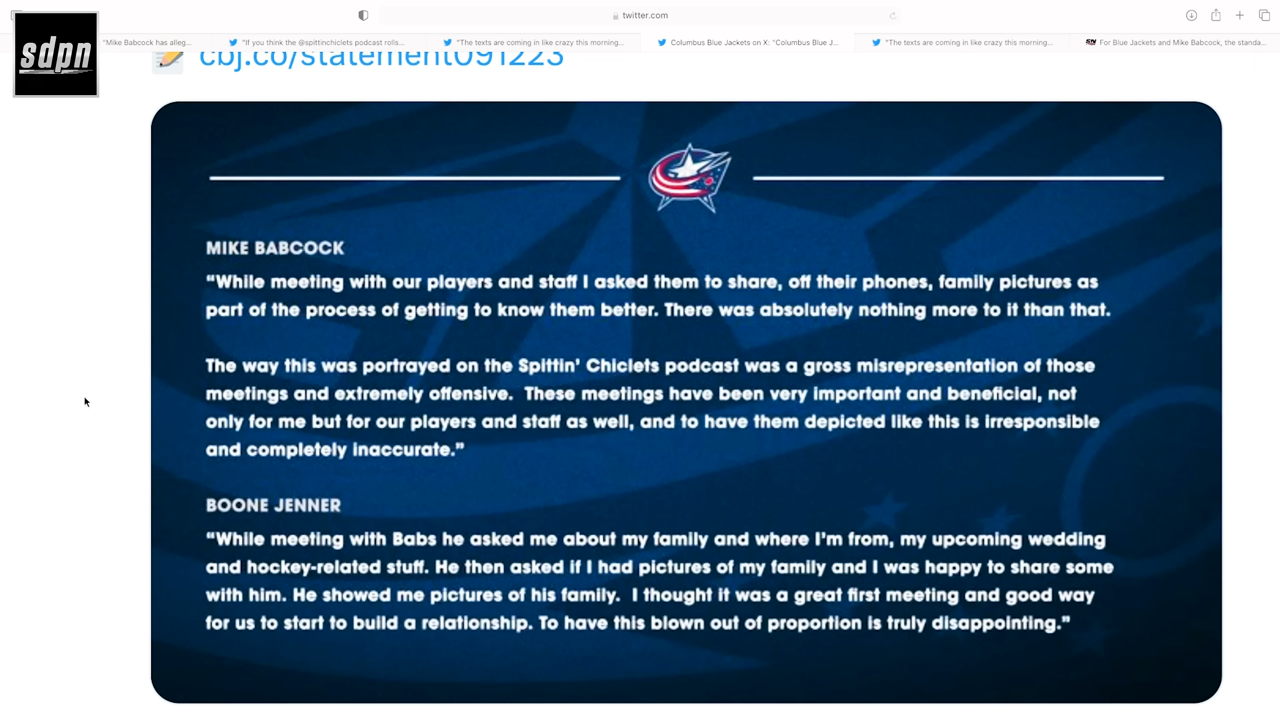 twitter.com
sdpn
"Mike Babcock has alleg...
"If you think the @spittinchiclets podcast rolls...
"The texts are coming in like crazy this morning...
Columbus Blue Jackets on X: "Columbus Blue J...
"The texts are coming in like crazy this morning...
SN
For Blue Jackets and Mike Babcock, the standa...
cbj.co/statement091223
MIKE BABCOCK
“While meeting with our players and staff I asked them to share, off their phones, family pictures as
part of the process of getting to know them better. There was absolutely nothing more to it than that.
The way this was portrayed on the Spittin’ Chiclets podcast was a gross misrepresentation of those
meetings and extremely offensive.  These meetings have been very important and beneficial, not
only for me but for our players and staff as well, and to have them depicted like this is irresponsible
and completely inaccurate.”
BOONE JENNER
“While meeting with Babs he asked me about my family and where I’m from, my upcoming wedding
and hockey-related stuff. He then asked if I had pictures of my family and I was happy to share some
with him. He showed me pictures of his family.  I thought it was a great first meeting and good way
for us to start to build a relationship. To have this blown out of proportion is truly disappointing.”